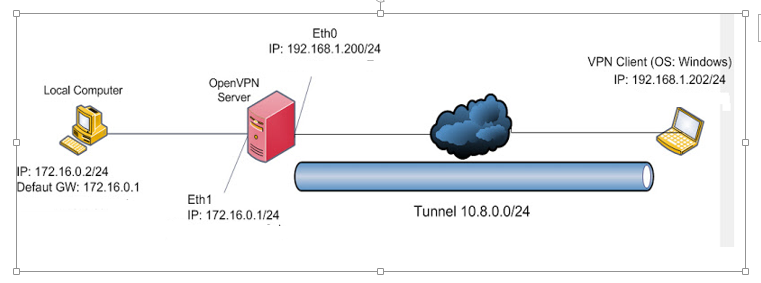 Eth0
IP: 192.168.1.200/24
VPN Client (OS: Windows)
IP: 192.168.1.202/24
Local Computer
OpenVPN
Server
IP: 172.16.0.2/24
Defaut GW: 172.16.0.1
Eth1
IP: 172.16.0.1/24
Tunnel 10.8.0.0/24